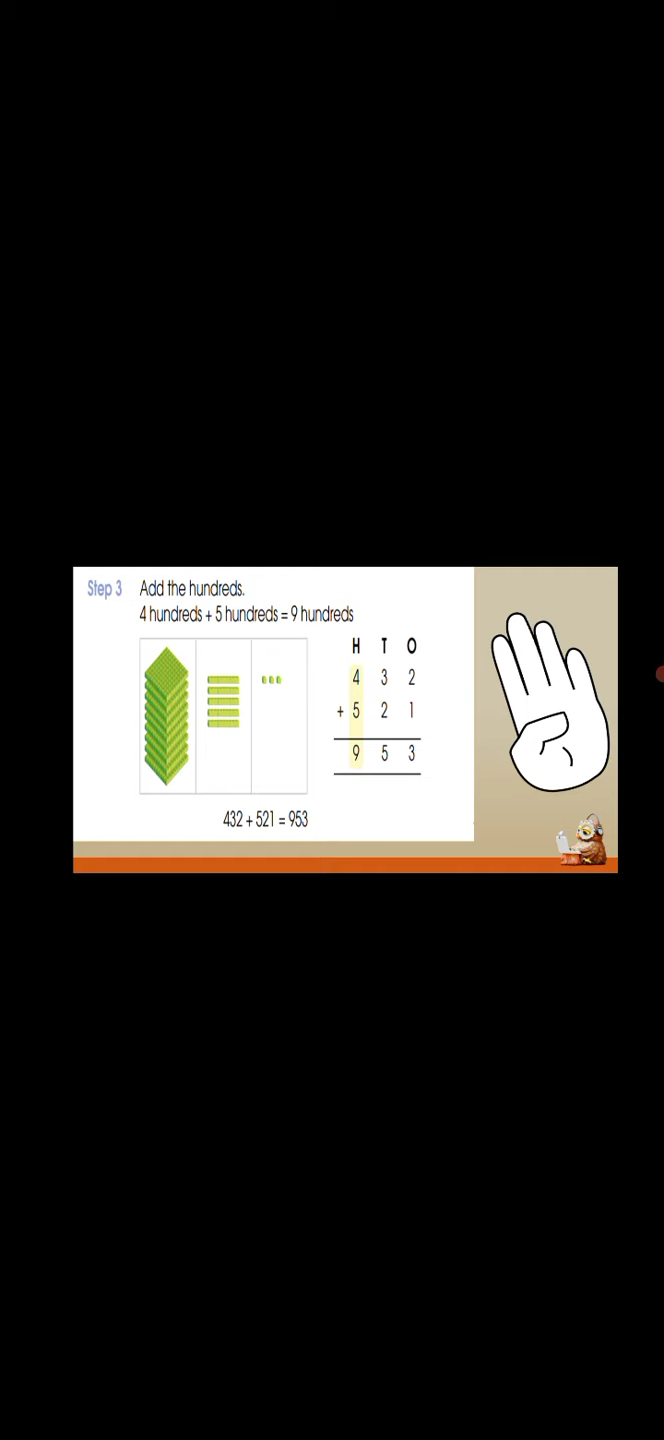 Step 3 Add the hundreds.
4 hundreds + 5 hundreds = 9 hundreds
H T O
4 3 2
+ 5 2 1
9 5 3
432 + 521 = 953